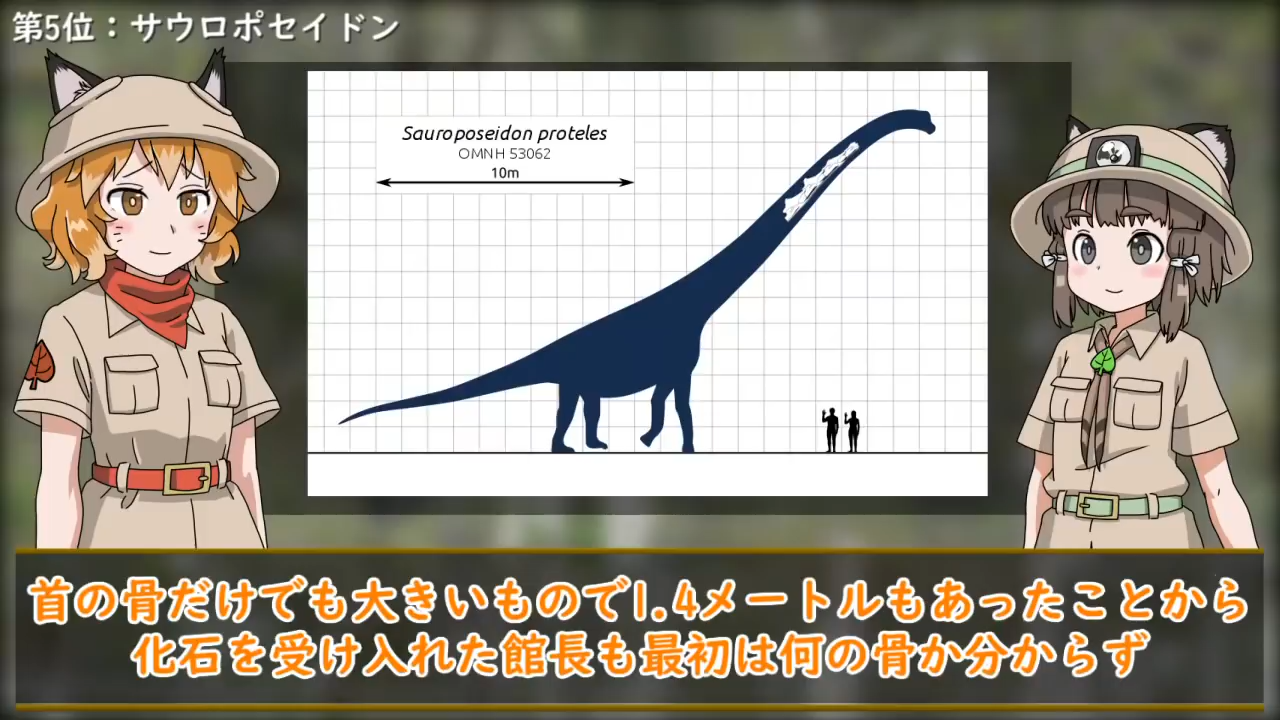 第5位：サウロポセイドン
Sauroposeidon proteles
OMNH 53062
10m
首の骨だけでも大きいもので1.4メートルもあったことから
化石を受け入れた館長も最初は何の骨か分からず